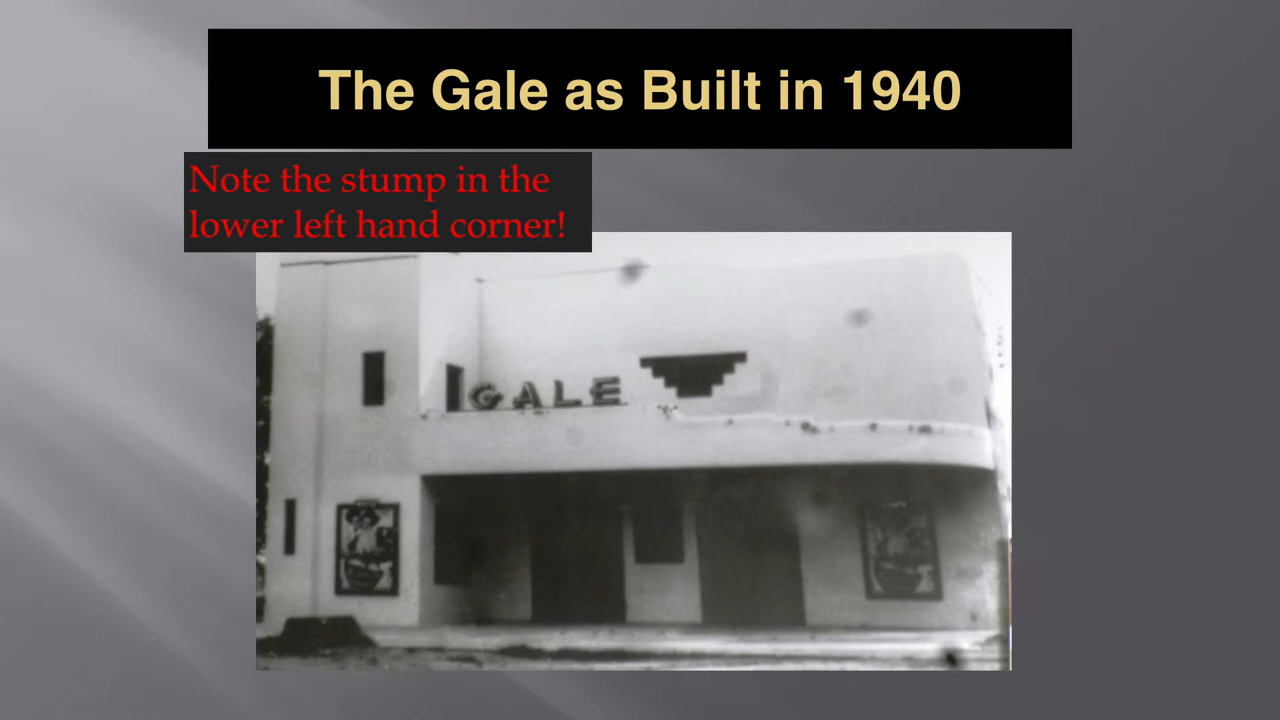 The Gale as Built in 1940
Note the stump in the
lower left hand corner!
GALE